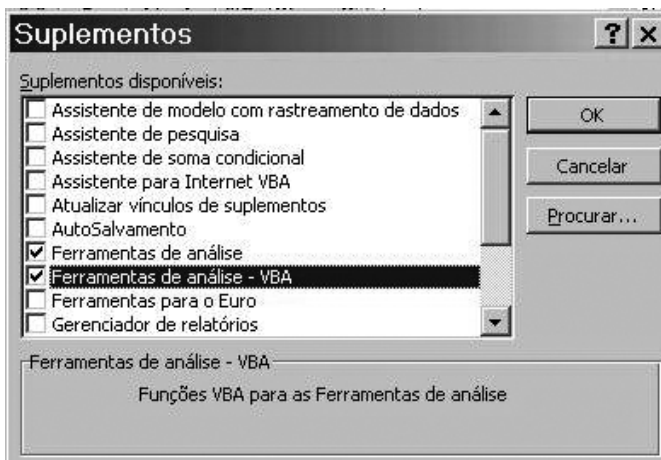 Suplementos
Suplementos disponíveis:
Assistente de modelo com rastreamento de dados
Assistente de pesquisa
Assistente de soma condicional
Assistente para Internet VBA
Atualizar vínculos de suplementos
AutoSalvamento
Ferramentas de análise
Ferramentas de análise - VBA
Ferramentas para o Euro
Gerenciador de relatórios
OK
Cancelar
Procurar...
Ferramentas de análise - VBA
Funções VBA para as Ferramentas de análise